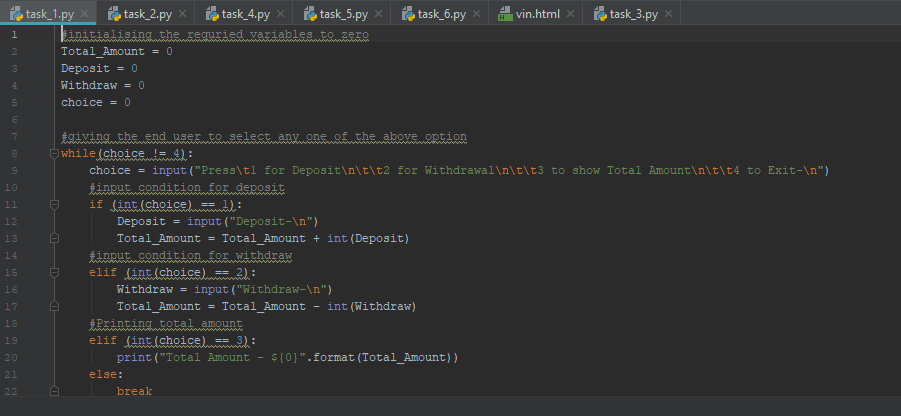 task_1.py × task_2.py × task_4.py × task_5.py × task_6.py × vin.html × task_3.py ×
1 #initialising the requried variables to zero
2 Total_Amount = 0
3 Deposit = 0
4 Withdraw = 0
5 choice = 0
6
7 #giving the end user to select any one of the above option
8 while(choice != 4):
9 choice = input("Press\t1 for Deposit\n\t\t2 for Withdrawal\n\t\t3 to show Total Amount\n\t\t4 to Exit-\n")
10 #input condition for deposit
11 if (int(choice) == 1):
12 Deposit = input("Deposit-\n")
13 Total_Amount = Total_Amount + int(Deposit)
14 #input condition for withdraw
15 elif (int(choice) == 2):
16 Withdraw = input("Withdraw-\n")
17 Total_Amount = Total_Amount - int(Withdraw)
18 #Printing total amount
19 elif (int(choice) == 3):
20 print("Total Amount - ${0}".format(Total_Amount))
21 else:
22 break